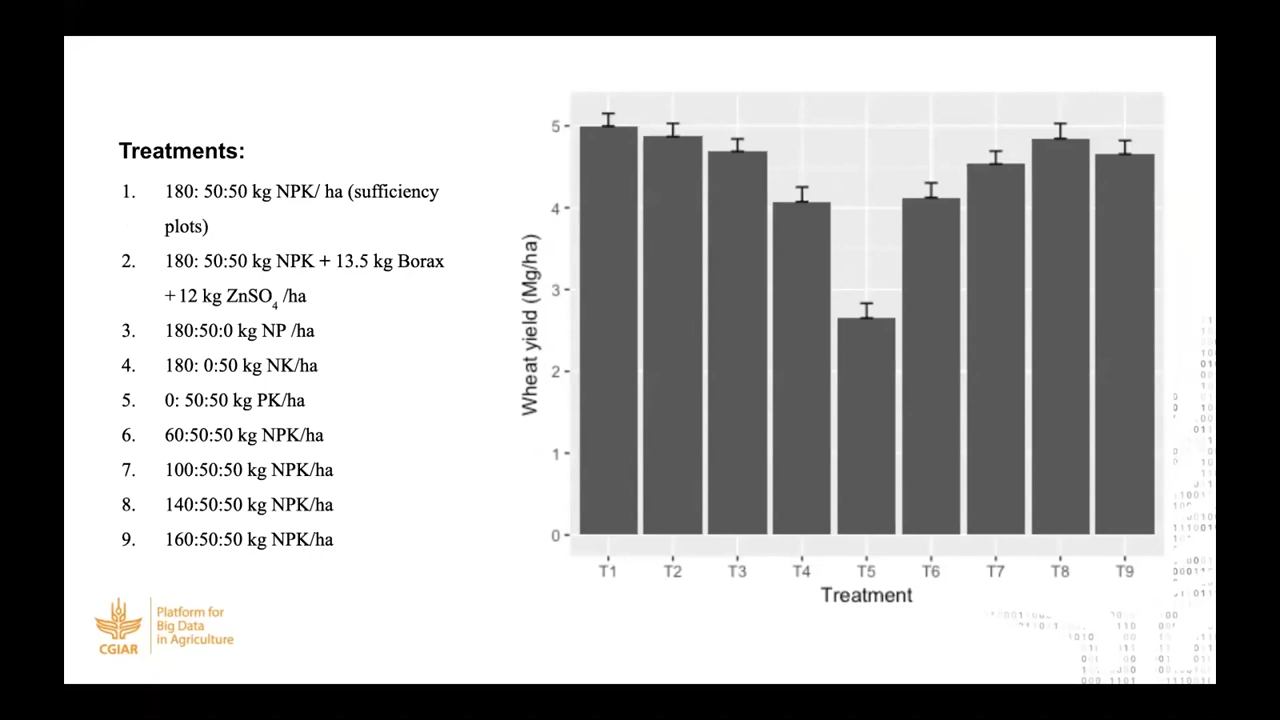 Treatments:
1. 180: 50:50 kg NPK/ ha (sufficiency
plots)
2. 180: 50:50 kg NPK + 13.5 kg Borax
+ 12 kg ZnSO4 /ha
3. 180:50:0 kg NP /ha
4. 180: 0:50 kg NK/ha
5. 0: 50:50 kg PK/ha
6. 60:50:50 kg NPK/ha
7. 100:50:50 kg NPK/ha
8. 140:50:50 kg NPK/ha
9. 160:50:50 kg NPK/ha
CGIAR
Platform for
Big Data
in Agriculture
Wheat yield (Mg/ha)
5
4
3
2
1
0
T1 T2 T3 T4 T5 T6 T7 T8 T9
Treatment